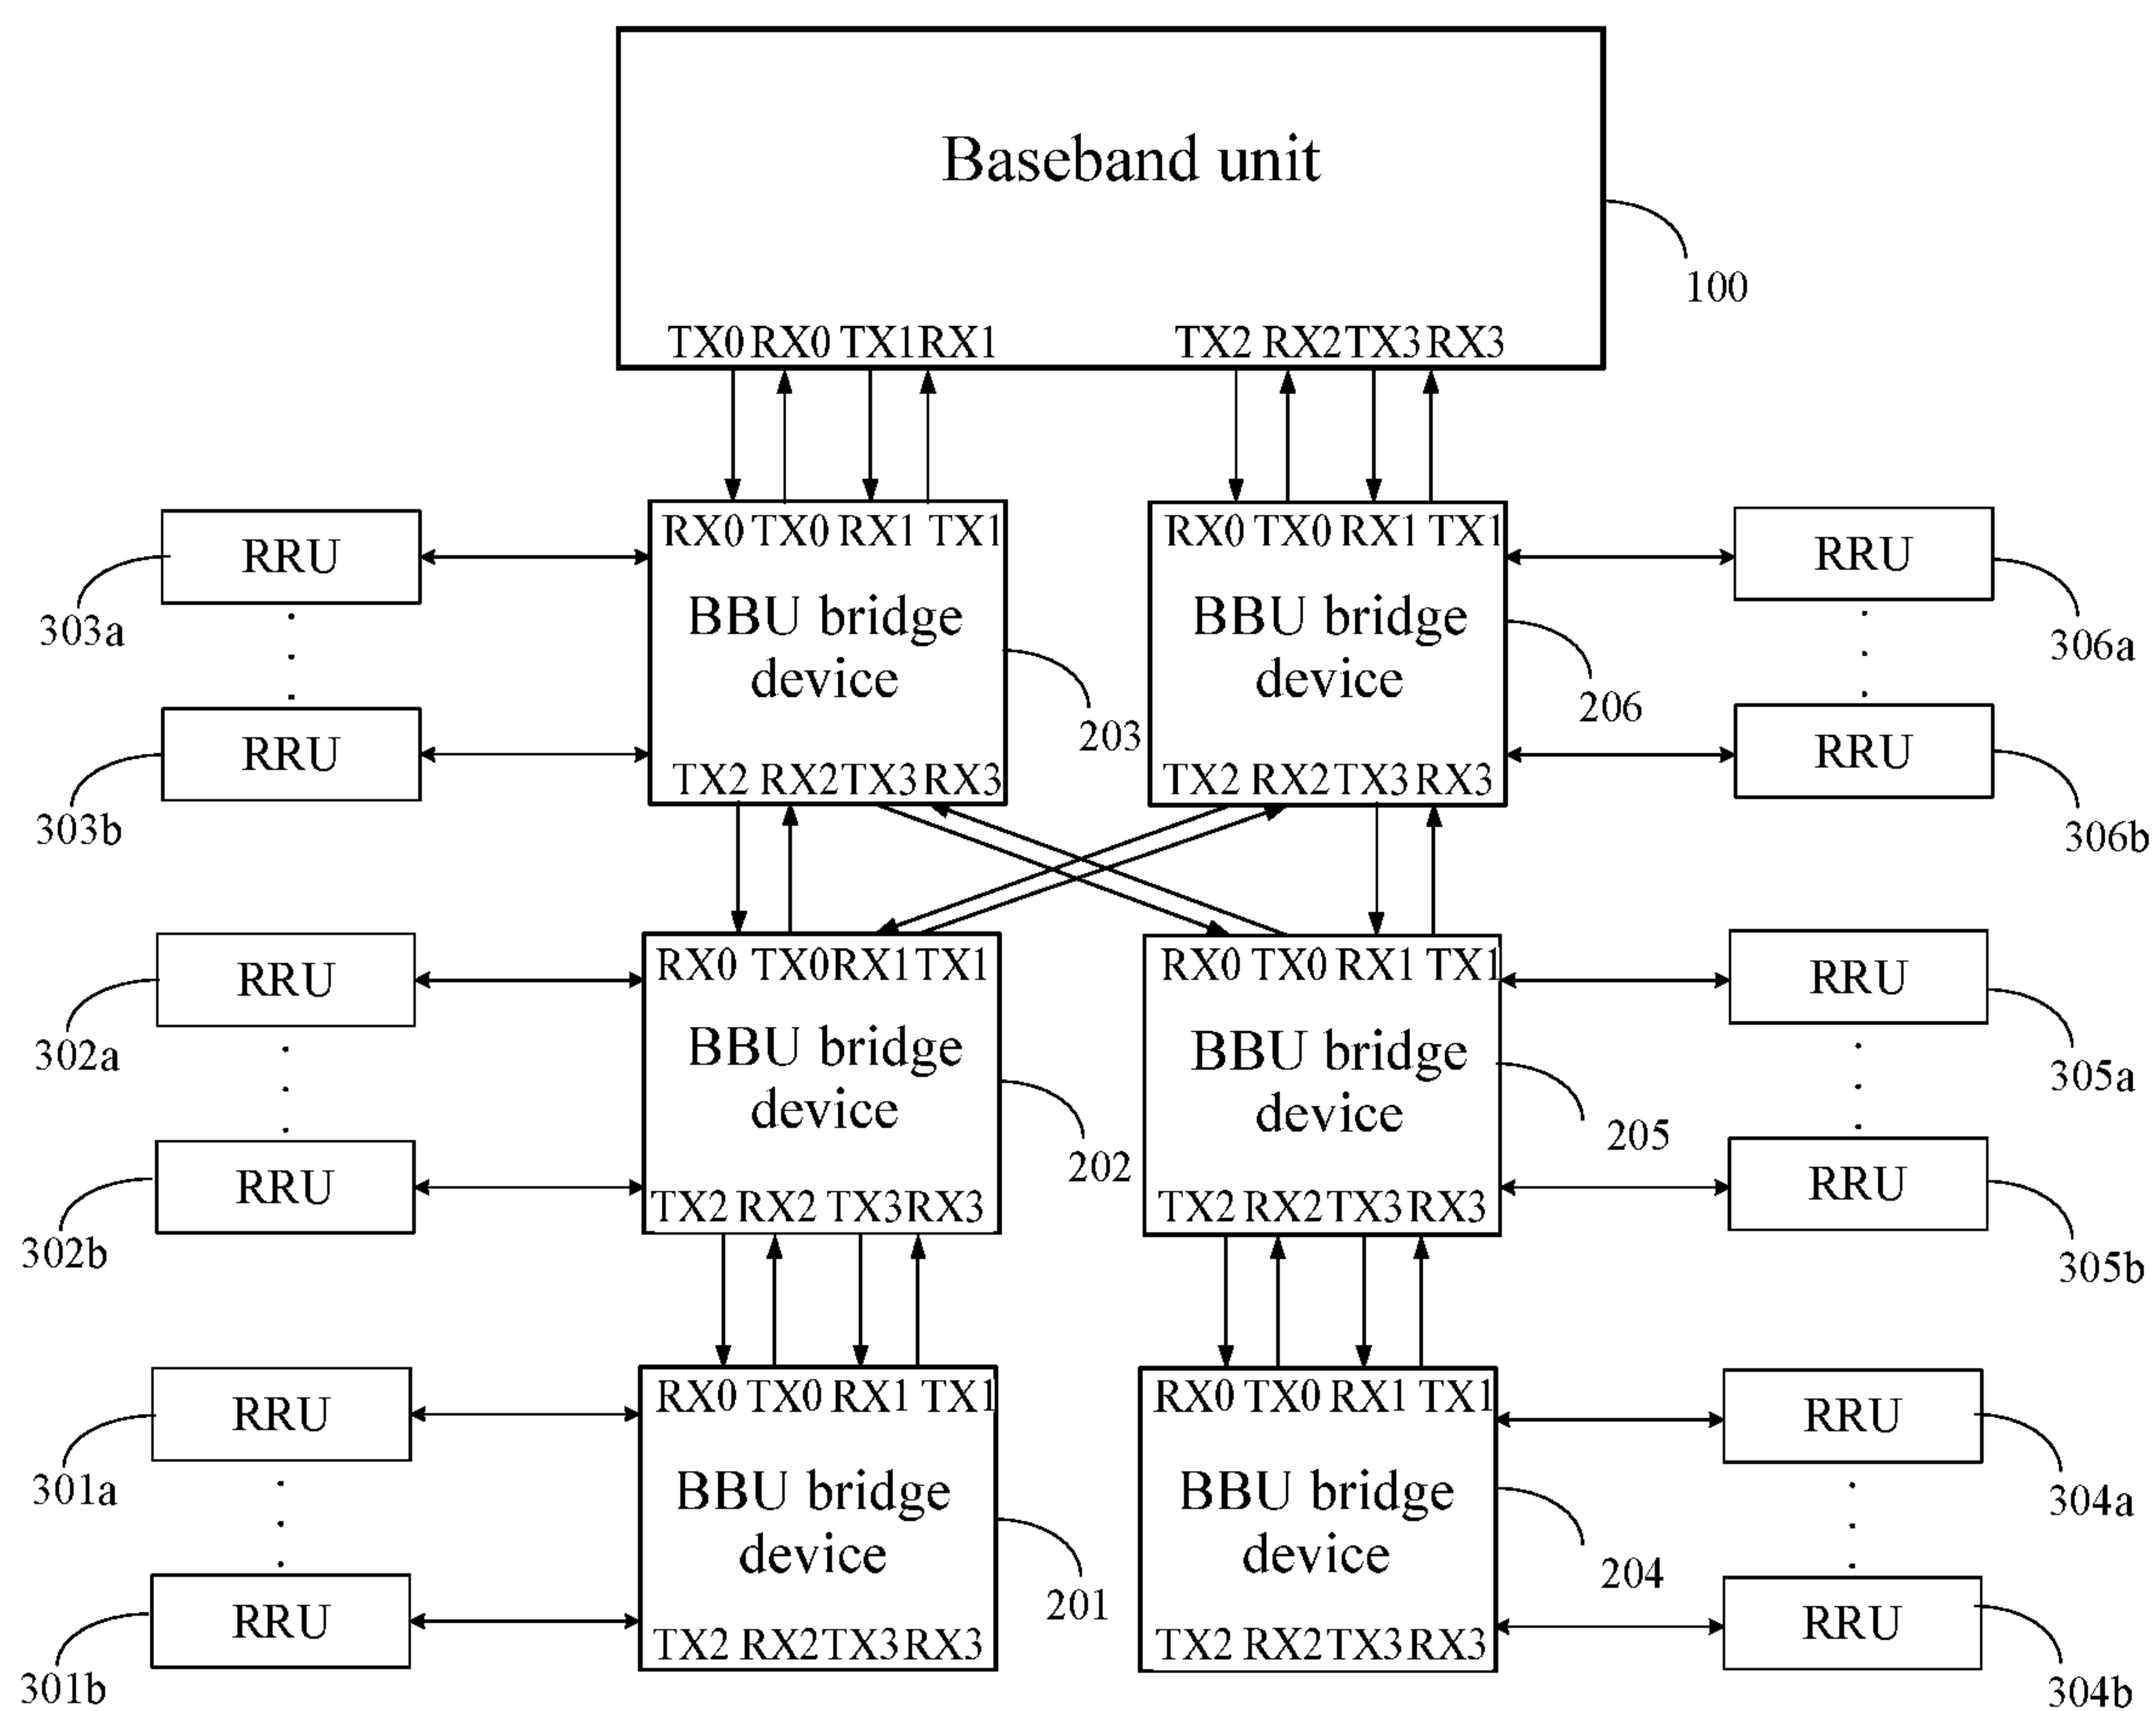 Baseband unit
100
TX0 RX0 TX1 RX1 TX2 RX2 TX3 RX3
RX0 TX0 RX1 TX1
RX0 TX0 RX1 TX1
RRU
RRU
303a
BBU bridge
device
BBU bridge
device
306a
203
206
RRU
RRU
TX2 RX2 TX3 RX3
TX2 RX2 TX3 RX3
303b
306b
RX0 TX0 RX1 TX1
RX0 TX0 RX1 TX1
RRU
RRU
302a
BBU bridge
device
BBU bridge
device
305a
202
205
RRU
RRU
TX2 RX2 TX3 RX3
TX2 RX2 TX3 RX3
302b
305b
RX0 TX0 RX1 TX1
RX0 TX0 RX1 TX1
RRU
RRU
301a
BBU bridge
device
BBU bridge
device
304a
201
204
RRU
RRU
TX2 RX2 TX3 RX3
TX2 RX2 TX3 RX3
301b
304b